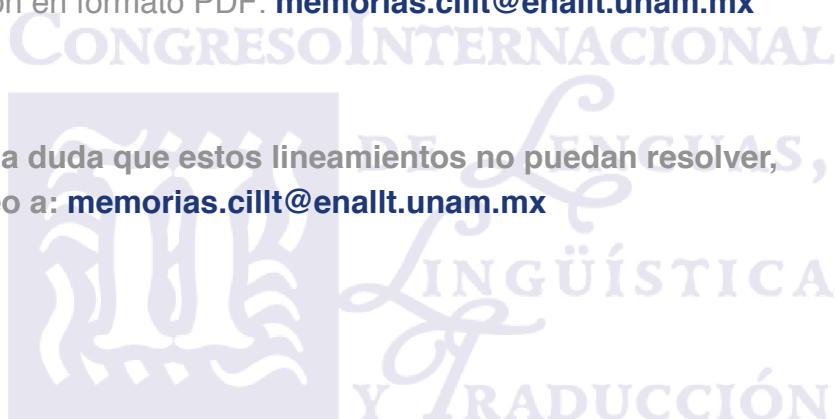 ón en formato PDF: memorias.cillt@enallt.unam.mx
CONGRESO INTERNACIONAL
DE LENGUAS,
a duda que estos lineamientos no puedan resolver,
o a: memorias.cillt@enallt.unam.mx
LINGÜÍSTICA
Y TRADUCCIÓN